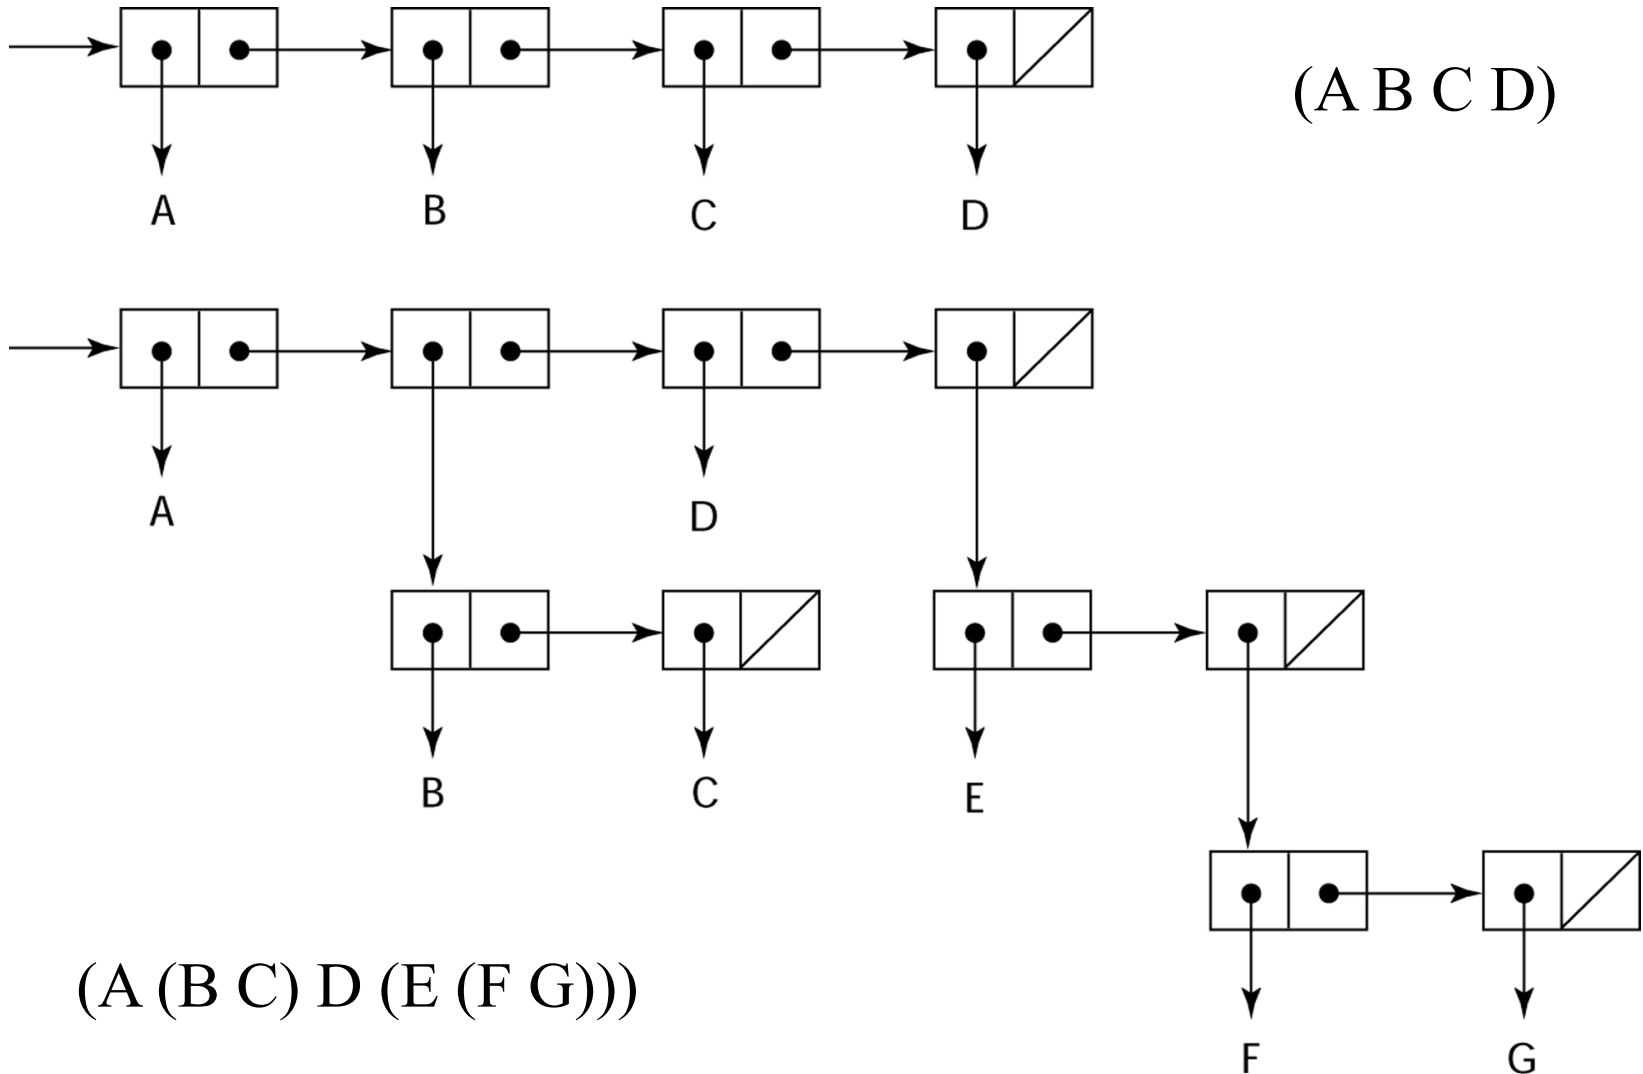 (A B C D)
A B C D
A D
B C E
(A (B C) D (E (F G)))
F G